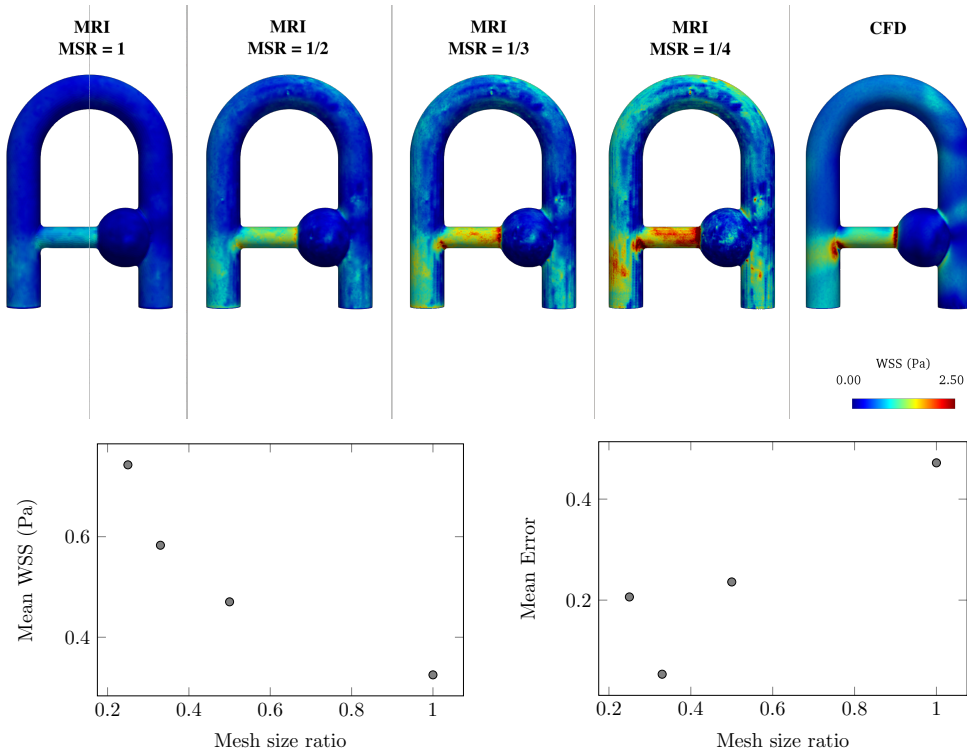 MRI
MSR = 1
MRI
MSR = 1/2
MRI
MSR = 1/3
MRI
MSR = 1/4
CFD
WSS (Pa)
0.00 2.50
Mean WSS (Pa)
0.6
0.4
0.2 0.4 0.6 0.8 1
Mesh size ratio
Mean Error
0.4
0.2
0.2 0.4 0.6 0.8 1
Mesh size ratio